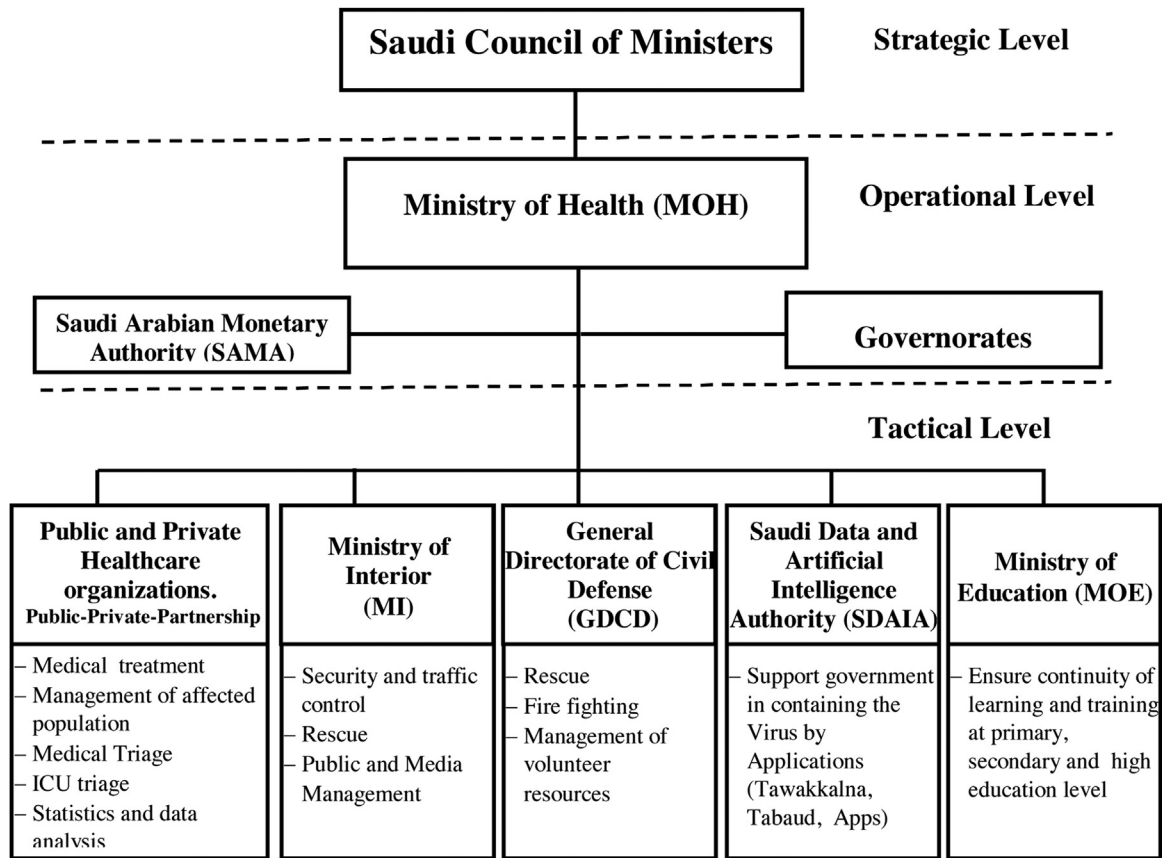 Saudi Council of Ministers
Strategic Level
Ministry of Health (MOH)
Operational Level
Saudi Arabian Monetary
Authority (SAMA)
Governorates
Tactical Level
Public and Private
Healthcare
organizations.
Public-Private-Partnership
– Medical treatment
– Management of affected
population
– Medical Triage
– ICU triage
– Statistics and data
analysis
Ministry of
Interior
(MI)
– Security and traffic
control
– Rescue
– Public and Media
Management
General
Directorate of Civil
Defense
(GDCD)
– Rescue
– Fire fighting
– Management of
volunteer
resources
Saudi Data and
Artificial
Intelligence
Authority (SDAIA)
– Support government
in containing the
Virus by
Applications
(Tawakkalna,
Tabaud, Apps)
Ministry of
Education (MOE)
– Ensure continuity of
learning and training
at primary,
secondary and high
education level